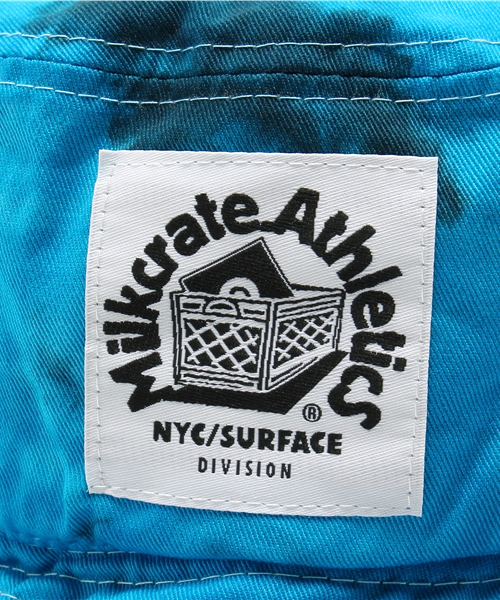 Milkcrate Athletics
®
NYC/SURFACE
DIVISION